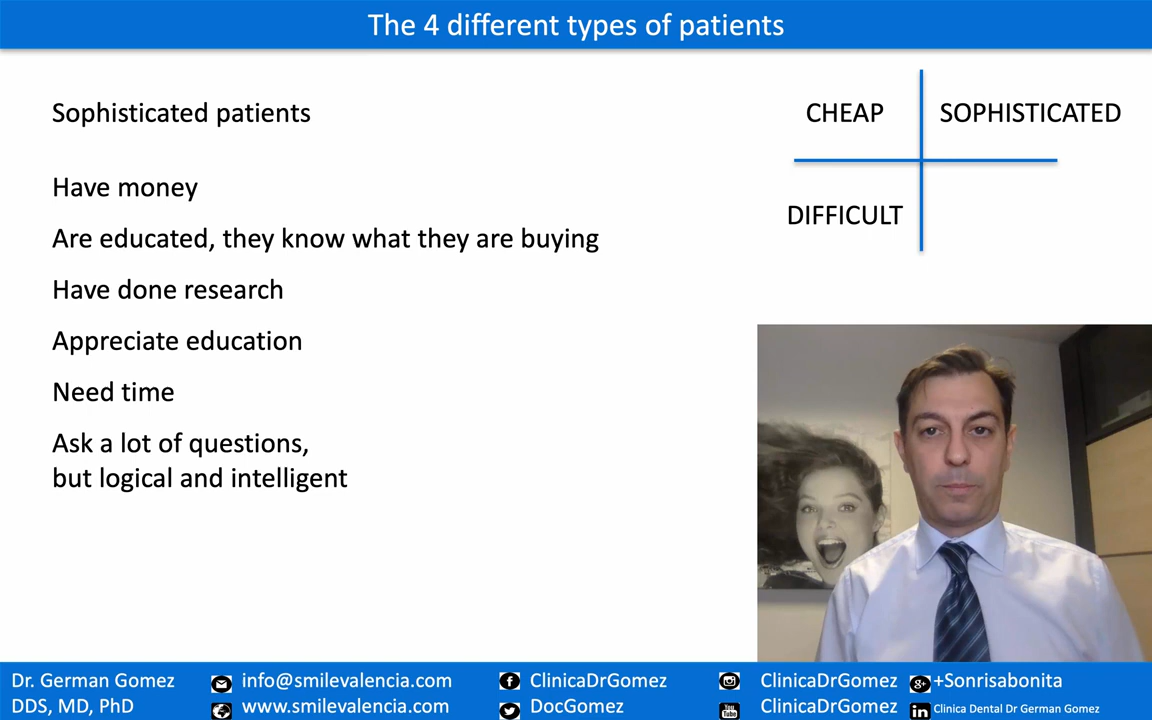 The 4 different types of patients
Sophisticated patients
Have money
Are educated, they know what they are buying
Have done research
Appreciate education
Need time
Ask a lot of questions,
but logical and intelligent
CHEAP
SOPHISTICATED
DIFFICULT
Dr. German Gomez
DDS, MD, PhD
info@smilevalencia.com
www.smilevalencia.com
ClinicaDrGomez
DocGomez
ClinicaDrGomez
You Tube ClinicaDrGomez
g+ +Sonrisabonita
in Clinica Dental Dr German Gomez